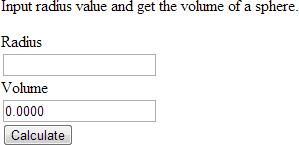 Input radius value and get the volume of a sphere.
Radius
Volume
0.0000
Calculate